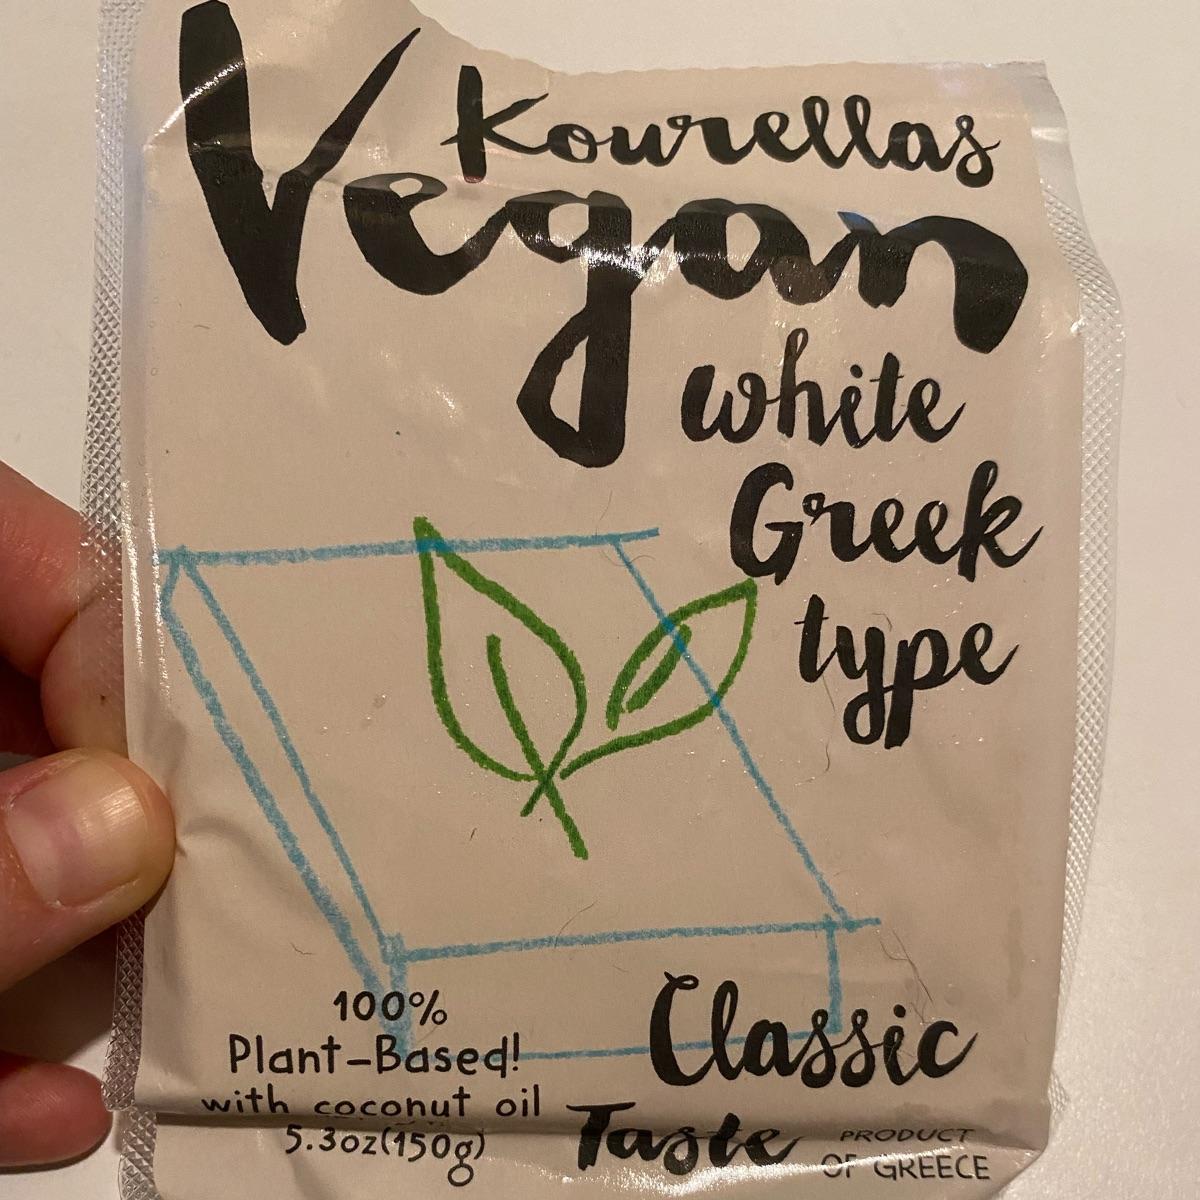 Kourellas
Vegan
white
Greek
type
100%
Plant-Based!
with coconut oil
5.3oz(150g)
Classic
Taste
PRODUCT
OF GREECE